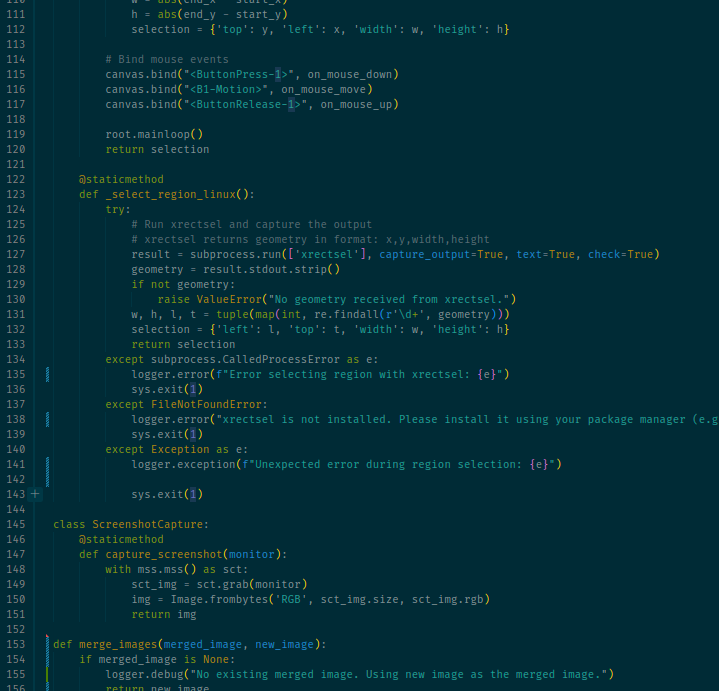 110 w = abs(end_x - start_x)
111 h = abs(end_y - start_y)
112 selection = {'top': y, 'left': x, 'width': w, 'height': h}
113
114 # Bind mouse events
115 canvas.bind("<ButtonPress-1>", on_mouse_down)
116 canvas.bind("<B1-Motion>", on_mouse_move)
117 canvas.bind("<ButtonRelease-1>", on_mouse_up)
118
119 root.mainloop()
120 return selection
121
122 @staticmethod
123 def _select_region_linux():
124 try:
125 # Run xrectsel and capture the output
126 # xrectsel returns geometry in format: x,y,width,height
127 result = subprocess.run(['xrectsel'], capture_output=True, text=True, check=True)
128 geometry = result.stdout.strip()
129 if not geometry:
130 raise ValueError("No geometry received from xrectsel.")
131 w, h, l, t = tuple(map(int, re.findall(r'\d+', geometry)))
132 selection = {'left': l, 'top': t, 'width': w, 'height': h}
133 return selection
134 except subprocess.CalledProcessError as e:
135 logger.error(f"Error selecting region with xrectsel: {e}")
136 sys.exit(1)
137 except FileNotFoundError:
138 logger.error("xrectsel is not installed. Please install it using your package manager (e.g
139 sys.exit(1)
140 except Exception as e:
141 logger.exception(f"Unexpected error during region selection: {e}")
142
143 + sys.exit(1)
144
145 class ScreenshotCapture:
146 @staticmethod
147 def capture_screenshot(monitor):
148 with mss.mss() as sct:
149 sct_img = sct.grab(monitor)
150 img = Image.frombytes('RGB', sct_img.size, sct_img.rgb)
151 return img
152
153 def merge_images(merged_image, new_image):
154 if merged_image is None:
155 logger.debug("No existing merged image. Using new image as the merged image.")
156 return new_image